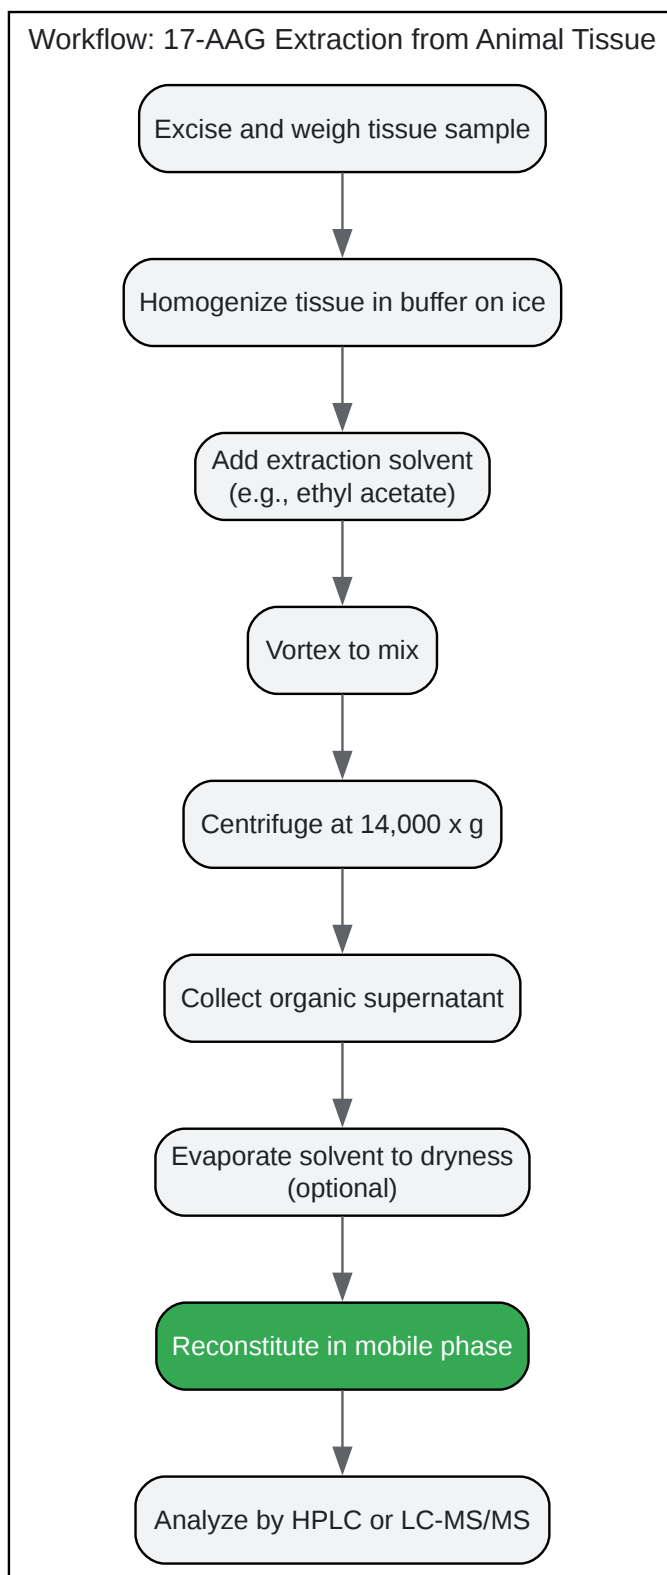 Workflow: 17-AAG Extraction from Animal Tissue
Excise and weigh tissue sample
Homogenize tissue in buffer on ice
Add extraction solvent
(e.g., ethyl acetate)
Vortex to mix
Centrifuge at 14,000 x g
Collect organic supernatant
Evaporate solvent to dryness
(optional)
Reconstitute in mobile phase
Analyze by HPLC or LC-MS/MS